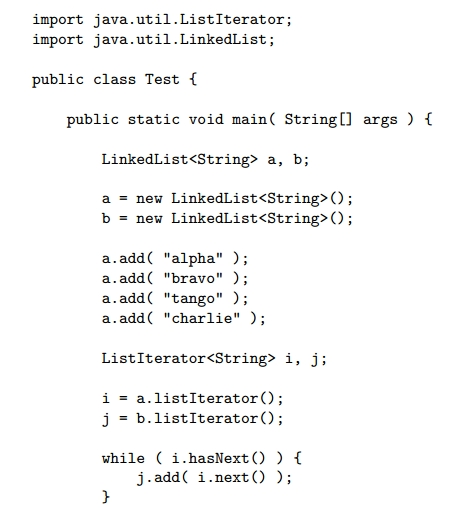 import java.util.ListIterator;
import java.util.LinkedList;
public class Test {
public static void main( String[] args ) {
LinkedList<String> a, b;
a = new LinkedList<String>();
b = new LinkedList<String>();
a.add( "alpha" );
a.add( "bravo" );
a.add( "tango" );
a.add( "charlie" );
ListIterator<String> i, j;
i = a.listIterator();
j = b.listIterator();
while ( i.hasNext() ) {
j.add( i.next() );
}